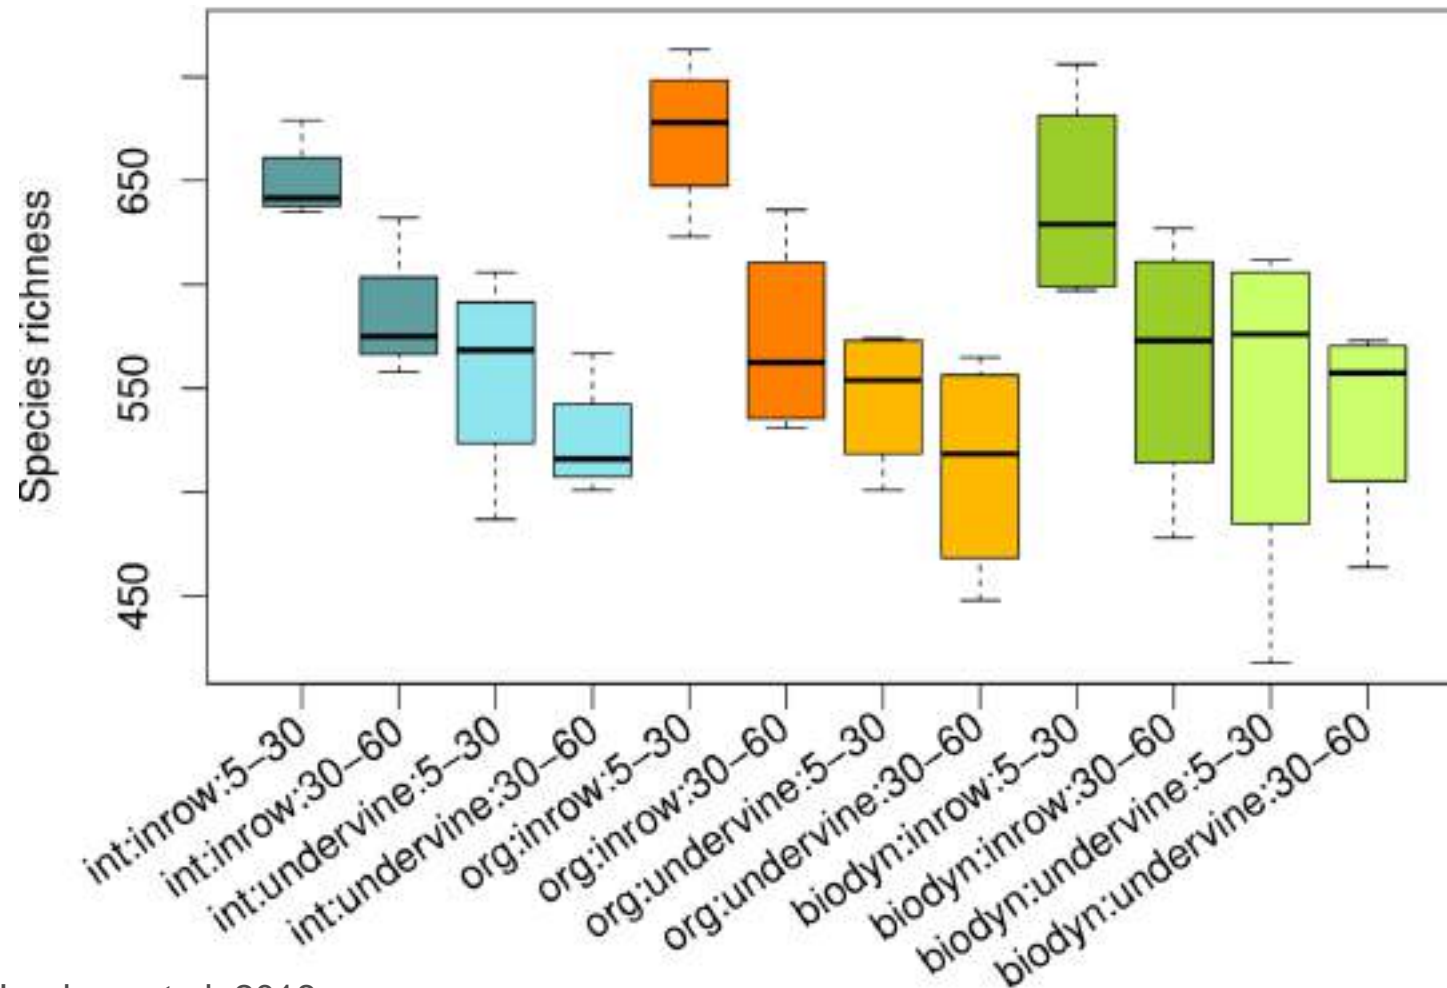 Species richness
650
550
450
int:inrow:5–30
int:inrow:30–60
int:undervine:5–30
int:undervine:30–60
org:inrow:5–30
org:inrow:30–60
org:undervine:5–30
org:undervine:30–60
biodyn:inrow:5–30
biodyn:inrow:30–60
biodyn:undervine:5–30
biodyn:undervine:30–60